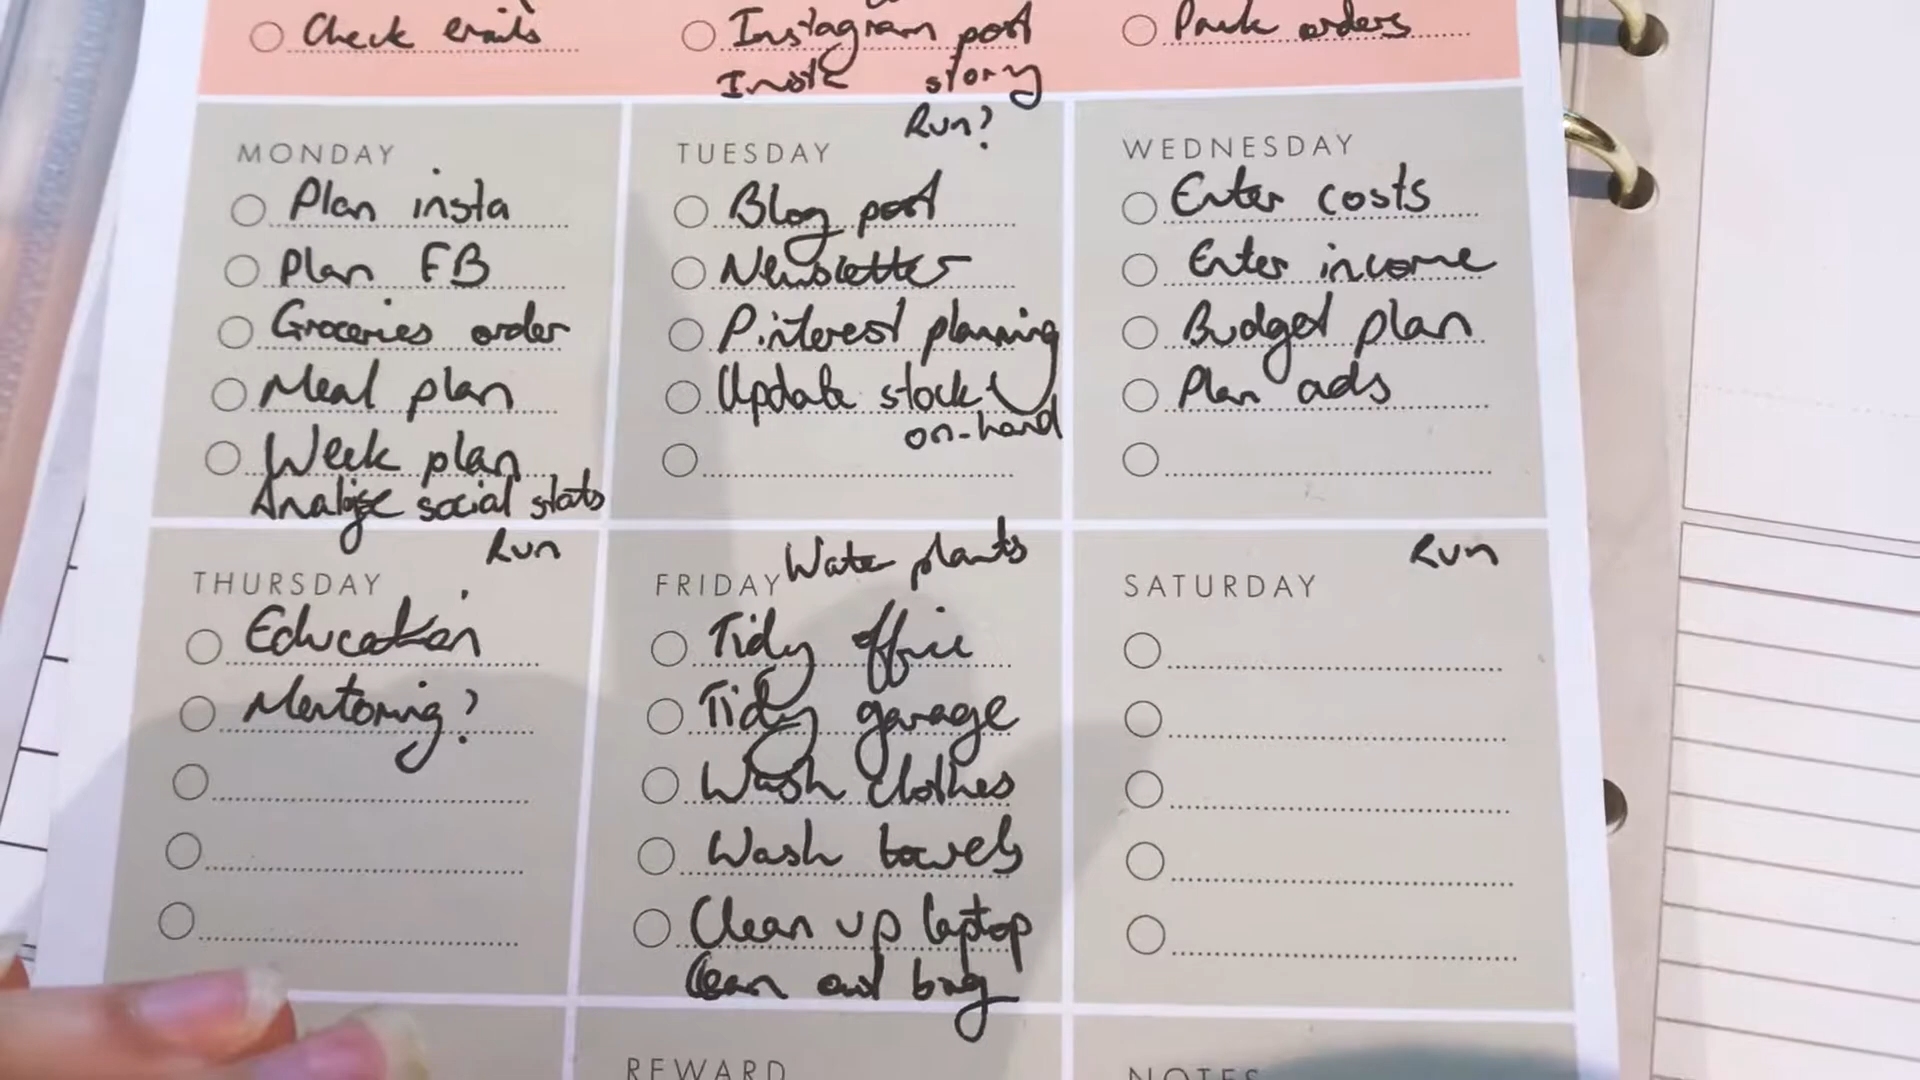 Check emails
Instagram post
Insta story
Pack orders
MONDAY
Plan insta
Plan FB
Groceries order
Meal plan
Week plan
Analyse social stats
TUESDAY
Run?
Blog post
Newsletter
Pinterest planning
Update stock
on-hand
WEDNESDAY
Enter costs
Enter income
Budget plan
Plan ads
THURSDAY
Run
Education
Mentoring?
FRIDAY
Water plants
Tidy office
Tidy garage
Wash clothes
Wash towels
Clean up laptop
Clean out bag
SATURDAY
Run
REWARD
NOTES